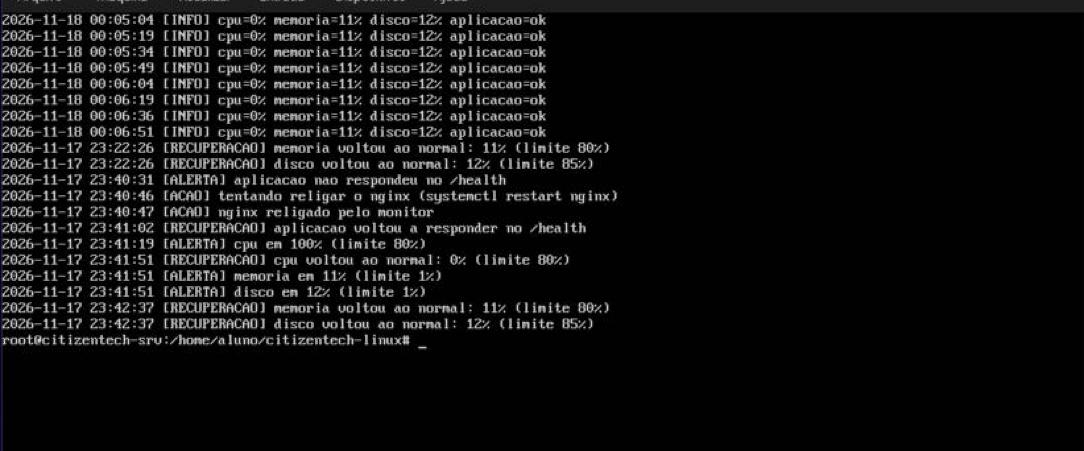 2026-11-18 00:05:04 [INFO] cpu=0% memoria=11% disco=12% aplicacao=ok
2026-11-18 00:05:19 [INFO] cpu=0% memoria=11% disco=12% aplicacao=ok
2026-11-18 00:05:34 [INFO] cpu=0% memoria=11% disco=12% aplicacao=ok
2026-11-18 00:05:49 [INFO] cpu=0% memoria=11% disco=12% aplicacao=ok
2026-11-18 00:06:04 [INFO] cpu=0% memoria=11% disco=12% aplicacao=ok
2026-11-18 00:06:19 [INFO] cpu=0% memoria=11% disco=12% aplicacao=ok
2026-11-18 00:06:36 [INFO] cpu=0% memoria=11% disco=12% aplicacao=ok
2026-11-18 00:06:51 [INFO] cpu=0% memoria=11% disco=12% aplicacao=ok
2026-11-17 23:22:26 [RECUPERACAO] memoria voltou ao normal: 11% (limite 80%)
2026-11-17 23:22:26 [RECUPERACAO] disco voltou ao normal: 12% (limite 85%)
2026-11-17 23:40:31 [ALERTA] aplicacao nao respondeu no /health
2026-11-17 23:40:46 [ACAO] tentando religar o nginx (systemctl restart nginx)
2026-11-17 23:40:47 [ACAO] nginx religado pelo monitor
2026-11-17 23:41:02 [RECUPERACAO] aplicacao voltou a responder no /health
2026-11-17 23:41:19 [ALERTA] cpu em 100% (limite 80%)
2026-11-17 23:41:51 [RECUPERACAO] cpu voltou ao normal: 0% (limite 80%)
2026-11-17 23:41:51 [ALERTA] memoria em 11% (limite 1%)
2026-11-17 23:41:51 [ALERTA] disco em 12% (limite 1%)
2026-11-17 23:42:37 [RECUPERACAO] memoria voltou ao normal: 11% (limite 80%)
2026-11-17 23:42:37 [RECUPERACAO] disco voltou ao normal: 12% (limite 85%)
root@citizentech-srv:/home/aluno/citizentech-linux# _